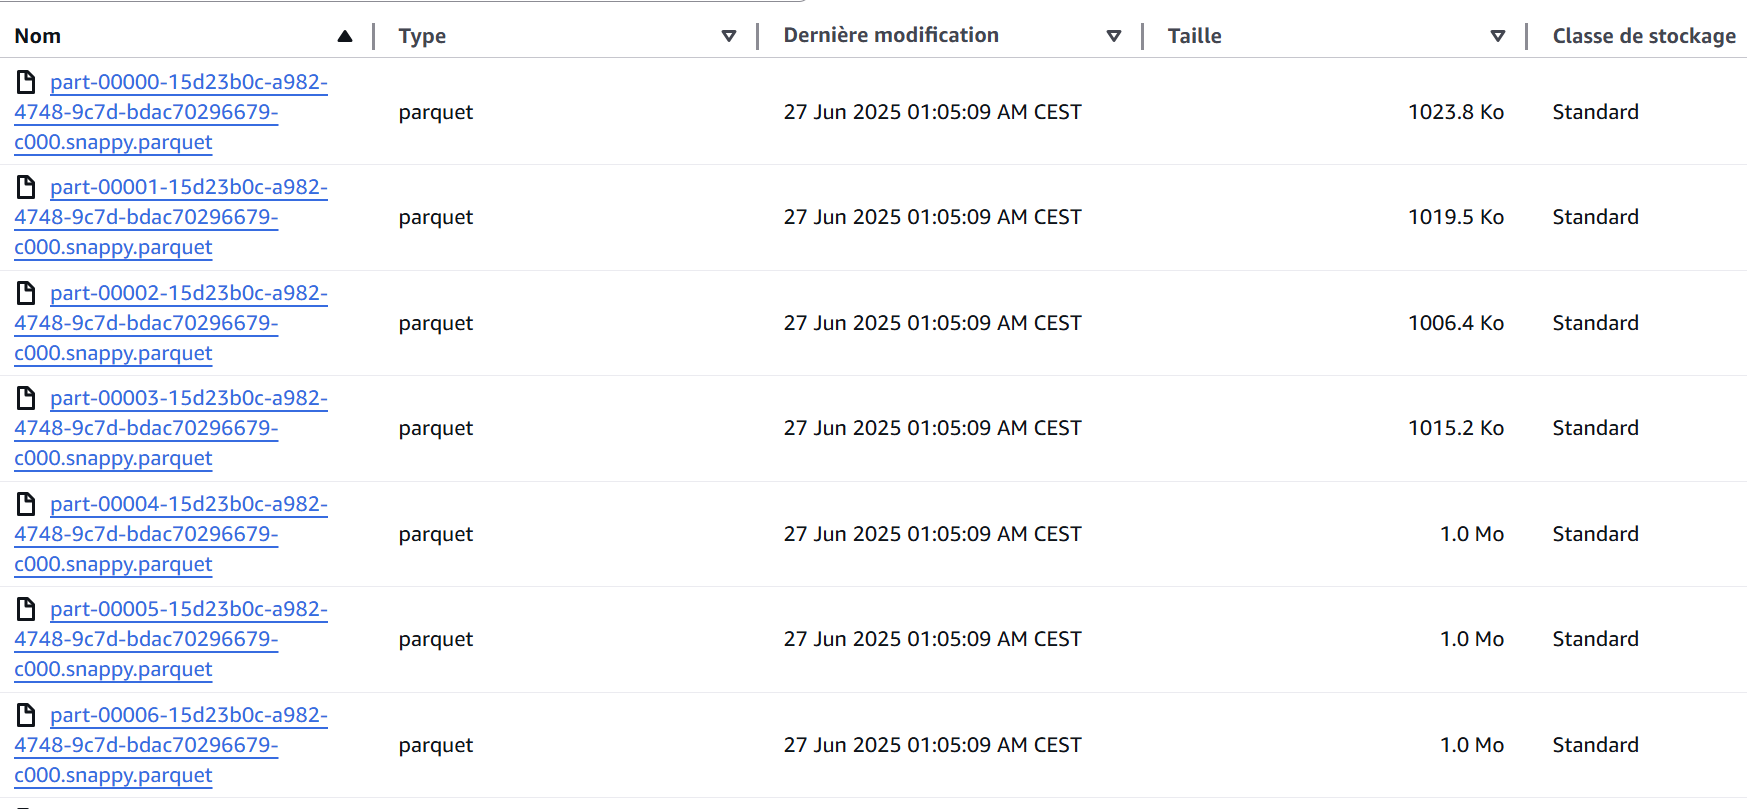 Nom Type Dernière modification Taille Classe de stockage
part-00000-15d23b0c-a982-
4748-9c7d-bdac70296679-
c000.snappy.parquet
parquet 27 Jun 2025 01:05:09 AM CEST 1023.8 Ko Standard
part-00001-15d23b0c-a982-
4748-9c7d-bdac70296679-
c000.snappy.parquet
parquet 27 Jun 2025 01:05:09 AM CEST 1019.5 Ko Standard
part-00002-15d23b0c-a982-
4748-9c7d-bdac70296679-
c000.snappy.parquet
parquet 27 Jun 2025 01:05:09 AM CEST 1006.4 Ko Standard
part-00003-15d23b0c-a982-
4748-9c7d-bdac70296679-
c000.snappy.parquet
parquet 27 Jun 2025 01:05:09 AM CEST 1015.2 Ko Standard
part-00004-15d23b0c-a982-
4748-9c7d-bdac70296679-
c000.snappy.parquet
parquet 27 Jun 2025 01:05:09 AM CEST 1.0 Mo Standard
part-00005-15d23b0c-a982-
4748-9c7d-bdac70296679-
c000.snappy.parquet
parquet 27 Jun 2025 01:05:09 AM CEST 1.0 Mo Standard
part-00006-15d23b0c-a982-
4748-9c7d-bdac70296679-
c000.snappy.parquet
parquet 27 Jun 2025 01:05:09 AM CEST 1.0 Mo Standard